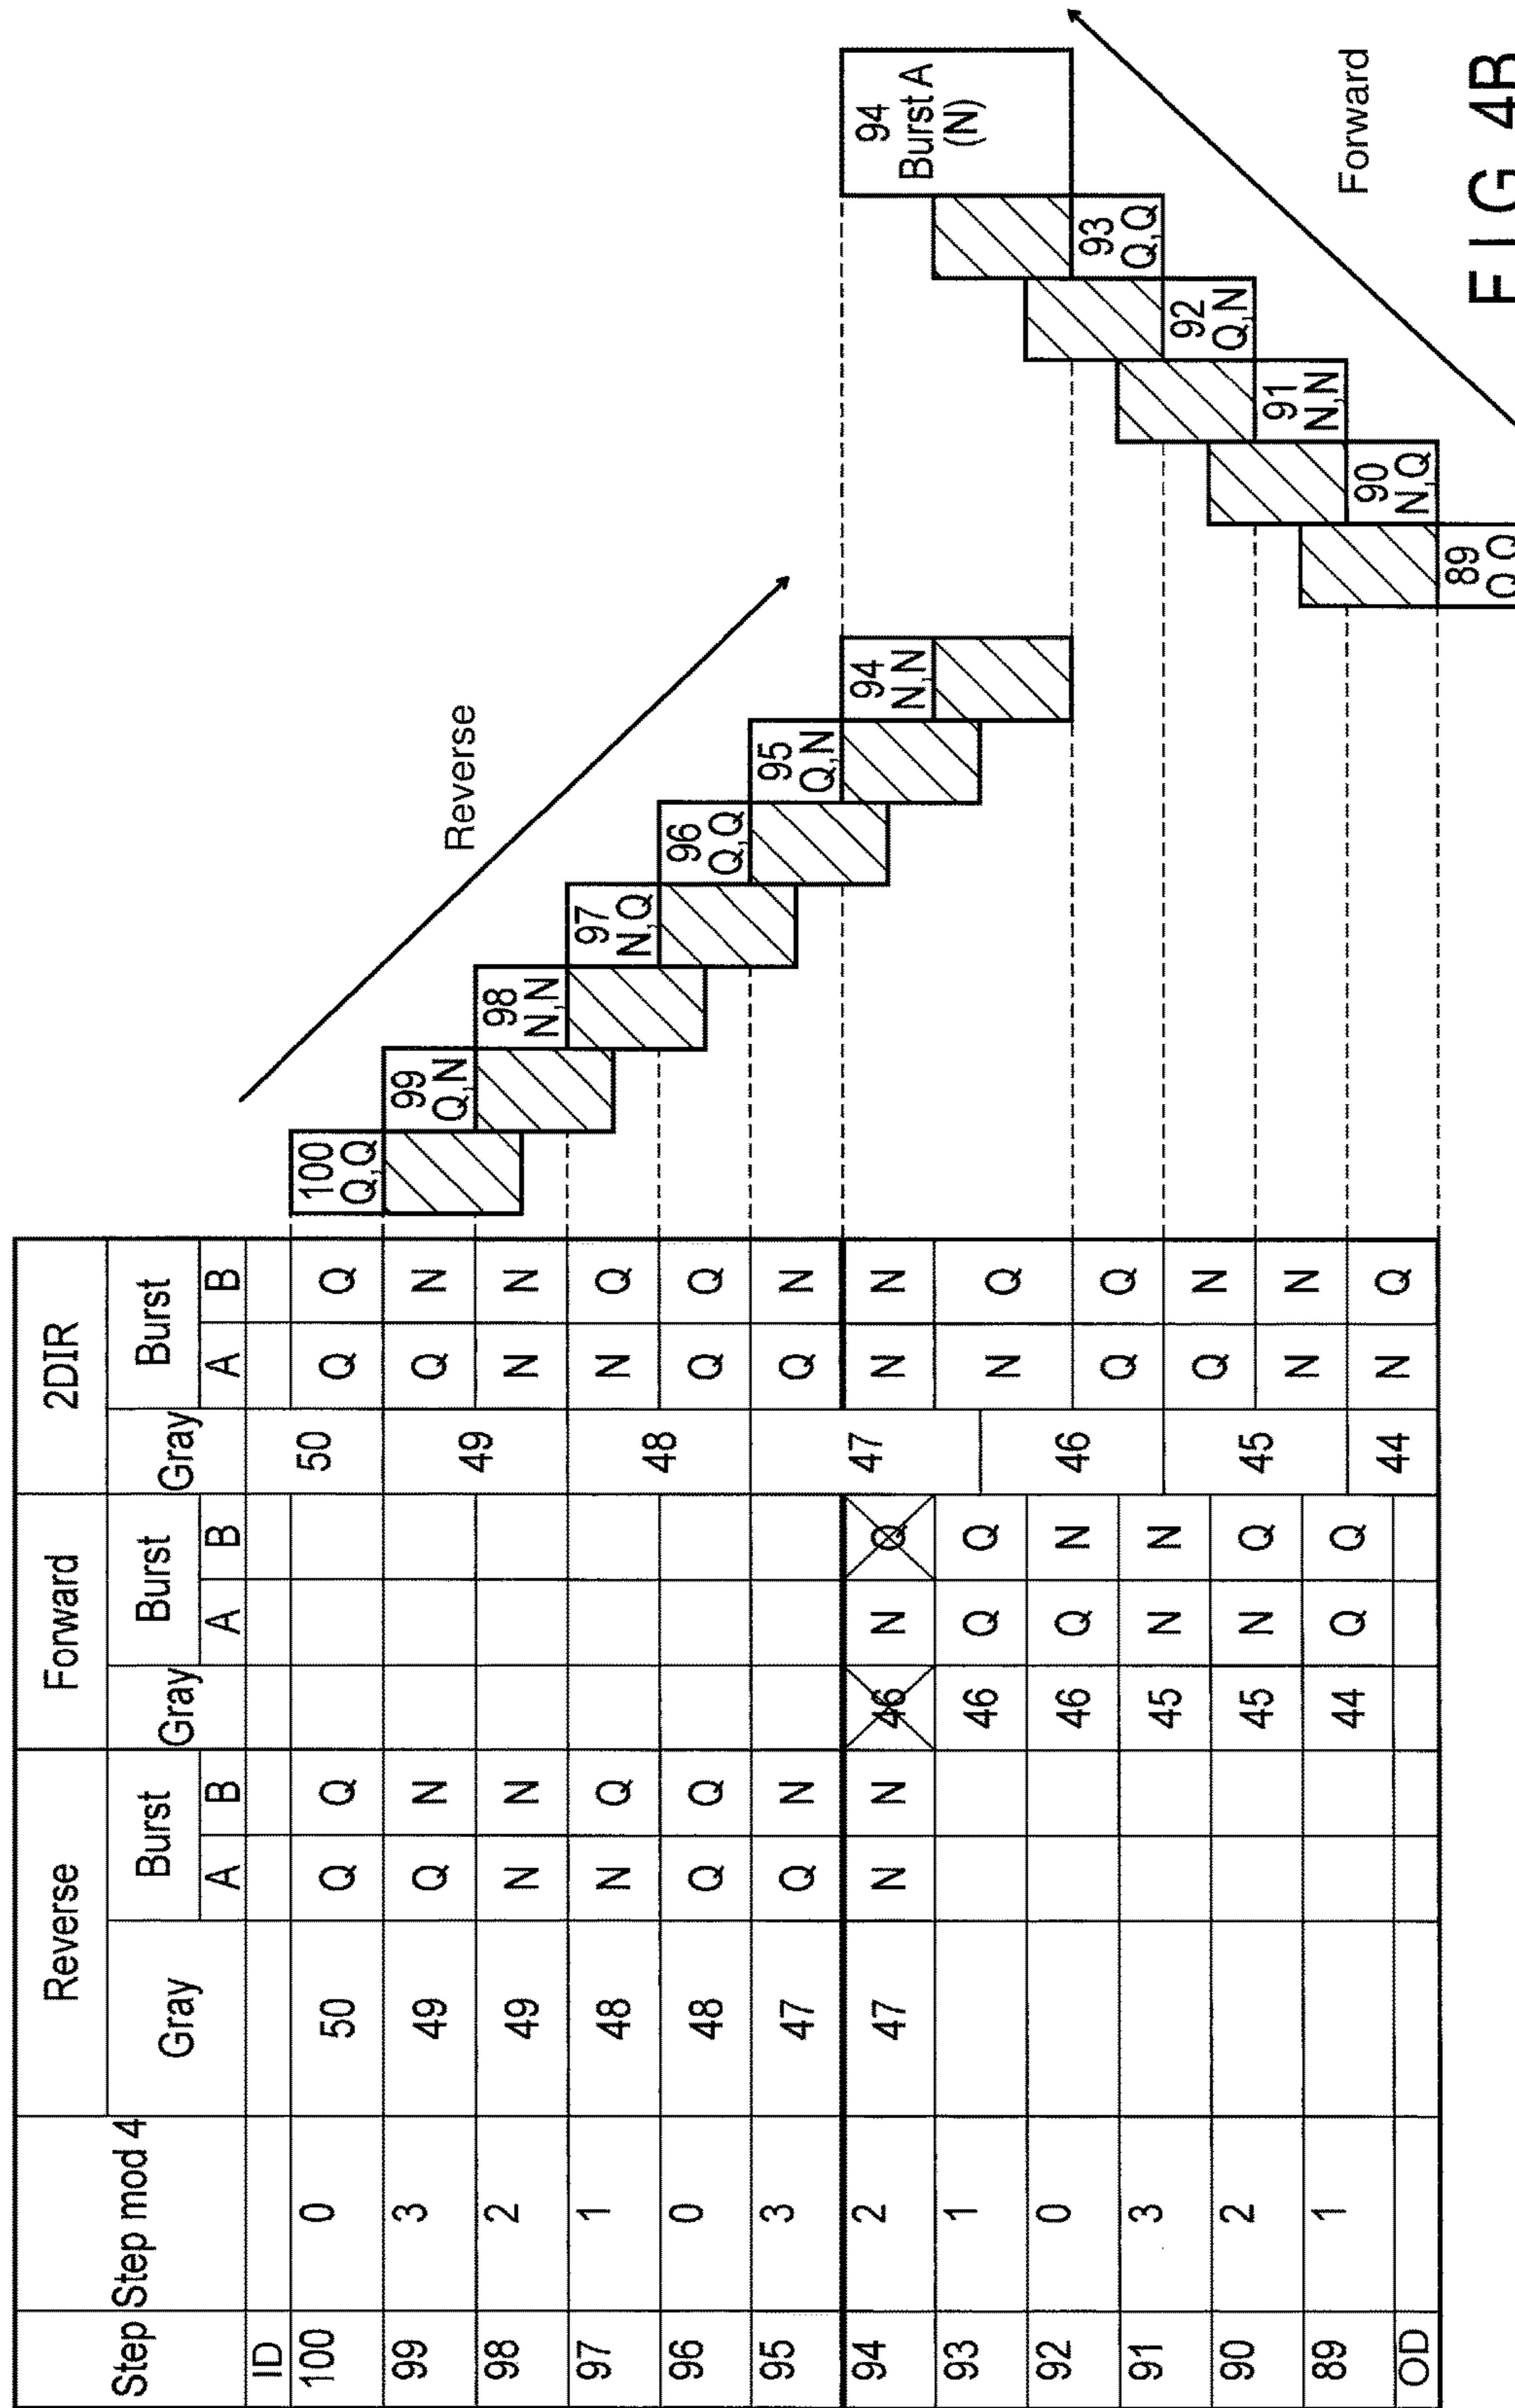 Reverse Forward 2DIR
Step Step mod 4 Gray Burst Gray Burst Gray Burst
A B A B A B
ID
100 0 50 Q Q 50 Q Q
99 3 49 Q N 49 Q N
98 2 49 N N N N
97 1 48 N Q 48 N Q
96 0 48 Q Q Q Q
95 3 47 Q N 47 Q N
94 2 47 N N 46 N Q N N
93 1 46 Q Q N Q
92 0 46 Q N 46 Q Q
91 3 45 N N 45 Q N
90 2 45 N Q N N
89 1 44 Q Q 44 N Q
OD
Reverse
100
Q,Q
99
Q,N
98
N,N
97
N,Q
96
Q,Q
95
Q,N
94
N,N
94
Burst A
(N)
93
Q,Q
92
Q,N
91
N,N
90
N,Q
89
Q,Q
Forward
FIG. 4B